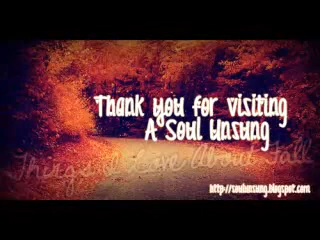 Thank you for visiting
A Soul Unsung
Things I Love About Fall
http://soulunsung.blogspot.com